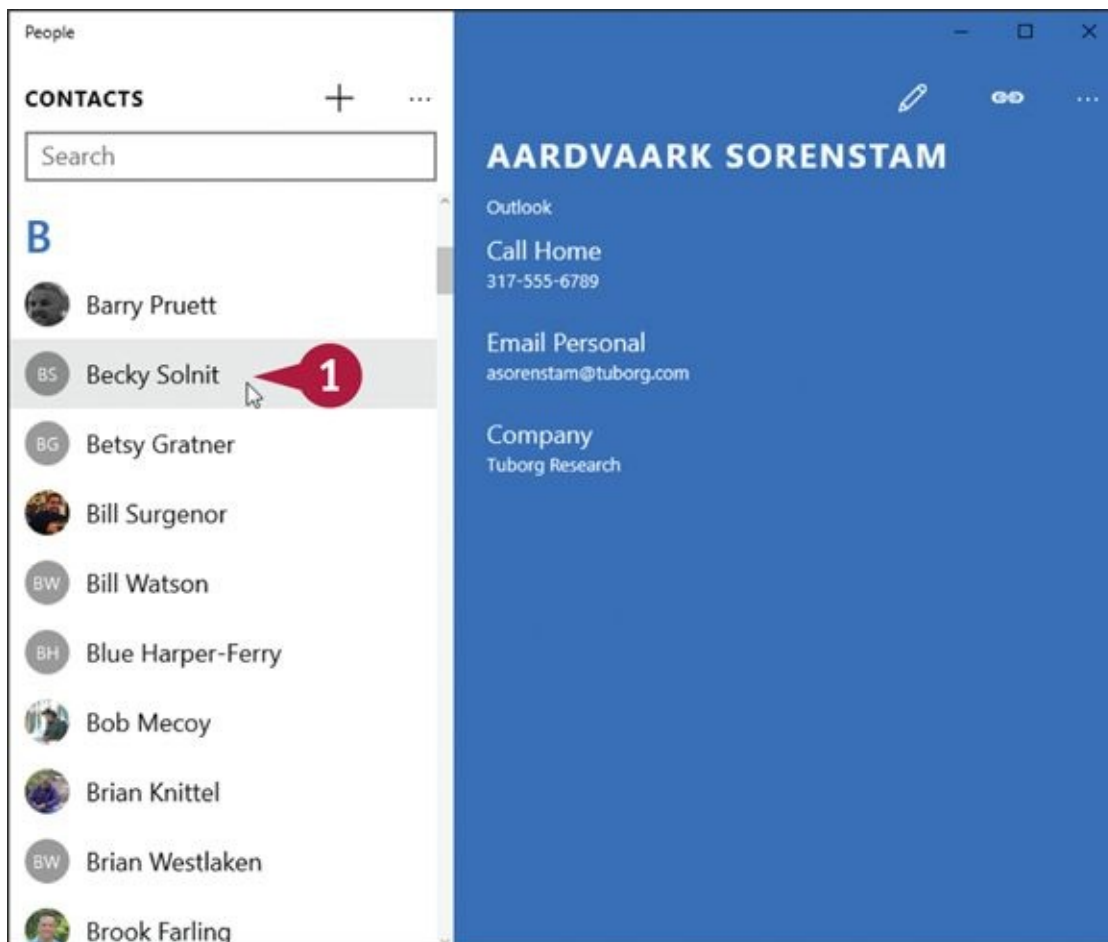 People
CONTACTS
Search
B
Barry Pruett
BS Becky Solnit 1
BG Betsy Gratner
Bill Surgenor
BW Bill Watson
BH Blue Harper-Ferry
Bob Mecoy
Brian Knittel
BW Brian Westlaken
Brook Farling
AARDVAARK SORENSTAM
Outlook
Call Home
317-555-6789
Email Personal
asorenstam@tuborg.com
Company
Tuborg Research